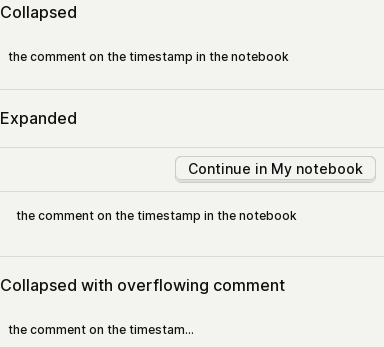 Collapsed
the comment on the timestamp in the notebook
Expanded
Continue in My notebook
the comment on the timestamp in the notebook
Collapsed with overflowing comment
the comment on the timestam...